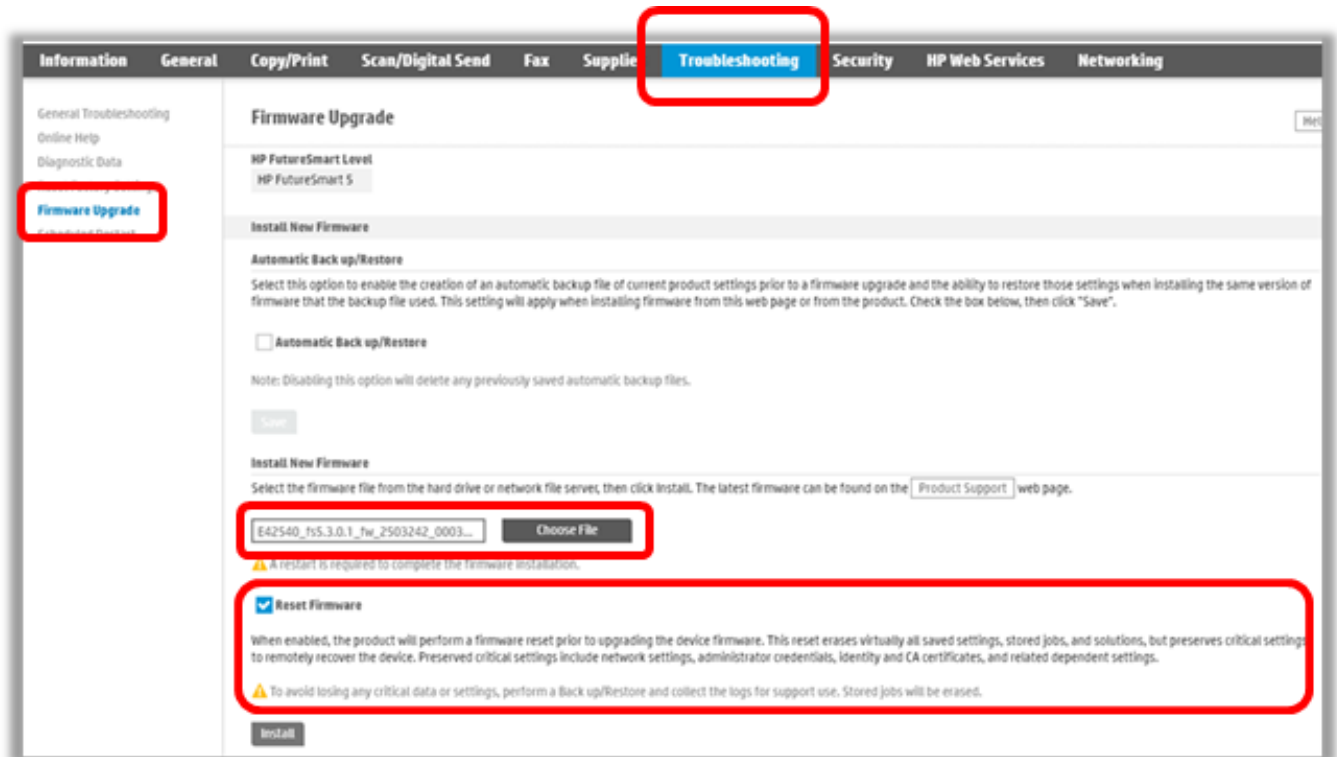 Information General Copy/Print Scan/Digital Send Fax Supplie Troubleshooting Security HP Web Services Networking
General Troubleshooting
Online Help
Diagnostic Data
Firmware Upgrade
Firmware Upgrade
HP FutureSmart Level
HP FutureSmart 5
Install New Firmware
Automatic Back up/Restore
Select this option to enable the creation of an automatic backup file of current product settings prior to a firmware upgrade and the ability to restore those settings when installing the same version of
firmware that the backup file used. This setting will apply when installing firmware from this web page or from the product. Check the box below, then click "Save".
Automatic Back up/Restore
Note: Disabling this option will delete any previously saved automatic backup files.
Save
Install New Firmware
Select the firmware file from the hard drive or network file server, then click Install. The latest firmware can be found on the Product Support web page.
E42540_fs5.3.0.1_fw_2503242_0003... Choose File
A restart is required to complete the firmware installation.
Reset Firmware
When enabled, the product will perform a firmware reset prior to upgrading the device firmware. This reset erases virtually all saved settings, stored jobs, and solutions, but preserves critical settings
to remotely recover the device. Preserved critical settings include network settings, administrator credentials, identity and CA certificates, and related dependent settings.
To avoid losing any critical data or settings, perform a Back up/Restore and collect the logs for support use. Stored jobs will be erased.
Install